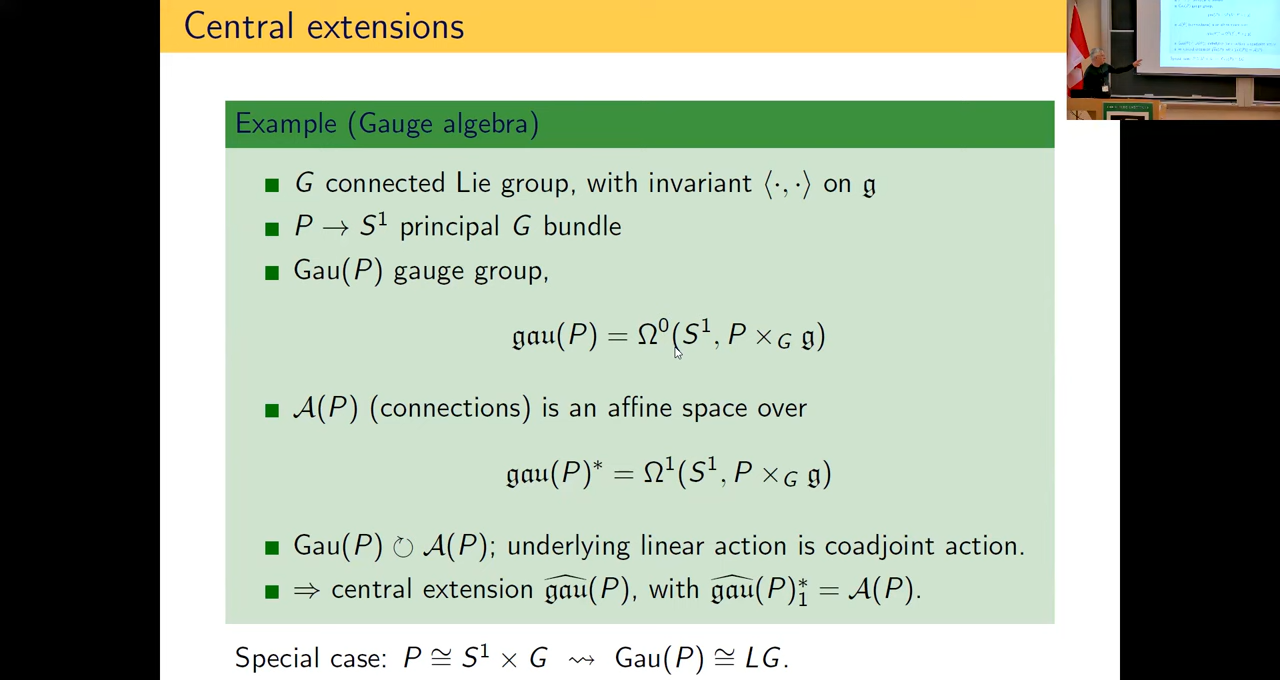 Central extensions
Example (Gauge algebra)
G connected Lie group, with invariant ⟨·, ·⟩ on 𝔤
P → S¹ principal G bundle
Gau(P) gauge group,
𝔤𝔞𝔲(P) = Ω⁰(S¹, P ×_G 𝔤)
𝒜(P) (connections) is an affine space over
𝔤𝔞𝔲(P)* = Ω¹(S¹, P ×_G 𝔤)
Gau(P) ↻ 𝒜(P); underlying linear action is coadjoint action.
⇒ central extension \widehat{𝔤𝔞𝔲}(P), with \widehat{𝔤𝔞𝔲}(P)*₁ = 𝒜(P).
Special case: P ≅ S¹ × G ⇝ Gau(P) ≅ LG.